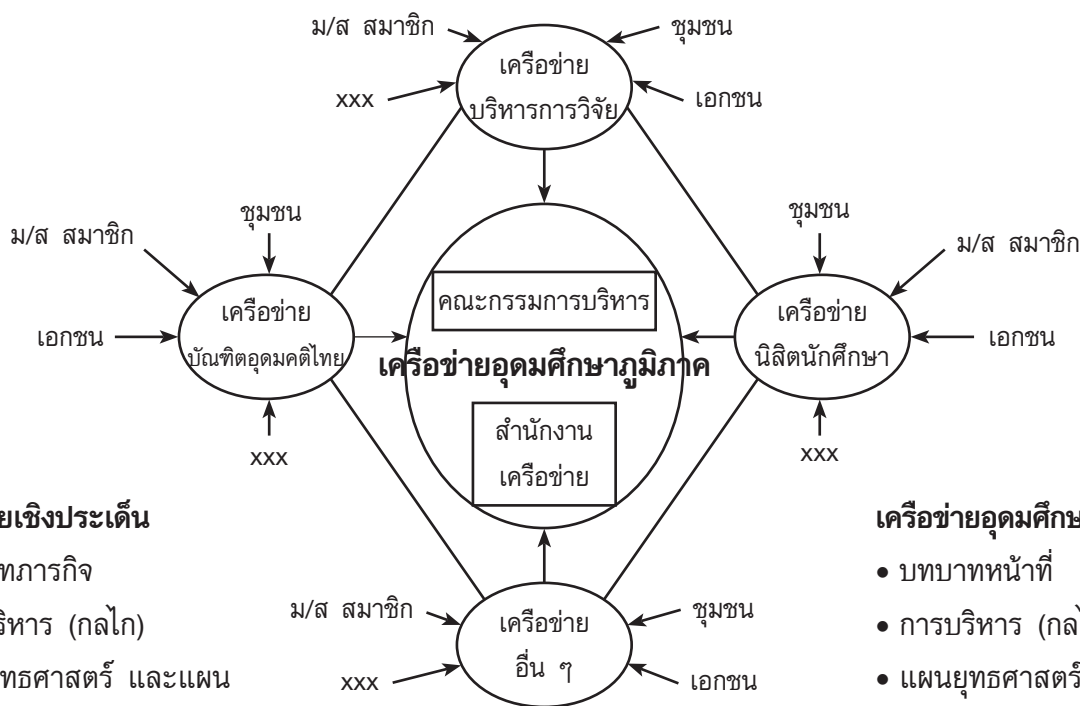 ม/ส สมาชิก
ชุมชน
เครือข่าย
บริหารการวิจัย
xxx
เอกชน
ชุมชน
ม/ส สมาชิก
เครือข่าย
บัณฑิตอุดมคติไทย
เอกชน
xxx
คณะกรรมการบริหาร
เครือข่ายอุดมศึกษาภูมิภาค
สำนักงาน
เครือข่าย
ชุมชน
ม/ส สมาชิก
เครือข่าย
นิสิตนักศึกษา
เอกชน
xxx
ม/ส สมาชิก
ชุมชน
เครือข่าย
อื่น ๆ
xxx
เอกชน
ยเชิงประเด็น
ทภารกิจ
ริหาร (กลไก)
ทธศาสตร์ และแผน
เครือข่ายอุดมศึกษ
• บทบาทหน้าที่
• การบริหาร (กลไ
• แผนยุทธศาสตร์